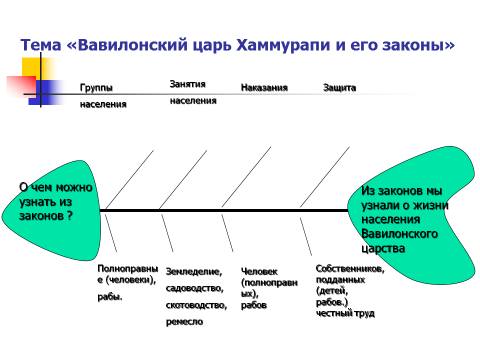 Тема «Вавилонский царь Хаммурапи и его законы»
Группы
населения
Занятия
населения
Наказания
Защита
О чем можно
узнать из
законов ?
Из законов мы
узнали о жизни
населения
Вавилонского
царства
Полноправны
е (человеки),
рабы.
Земледелие,
садоводство,
скотоводство,
ремесло
Человек
(полноправн
ых),
рабов
Собственников,
подданных
(детей,
рабов.)
честный труд